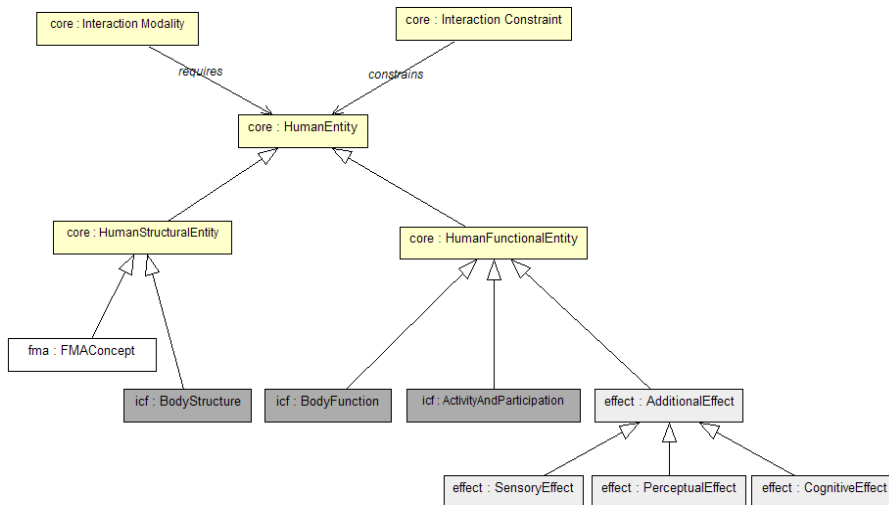 core : Interaction Modality
core : Interaction Constraint
requires
constrains
core : HumanEntity
core : HumanStructuralEntity
core : HumanFunctionalEntity
fma : FMAConcept
icf : BodyStructure
icf : BodyFunction
icf : ActivityAndParticipation
effect : AdditionalEffect
effect : SensoryEffect
effect : PerceptualEffect
effect : CognitiveEffect